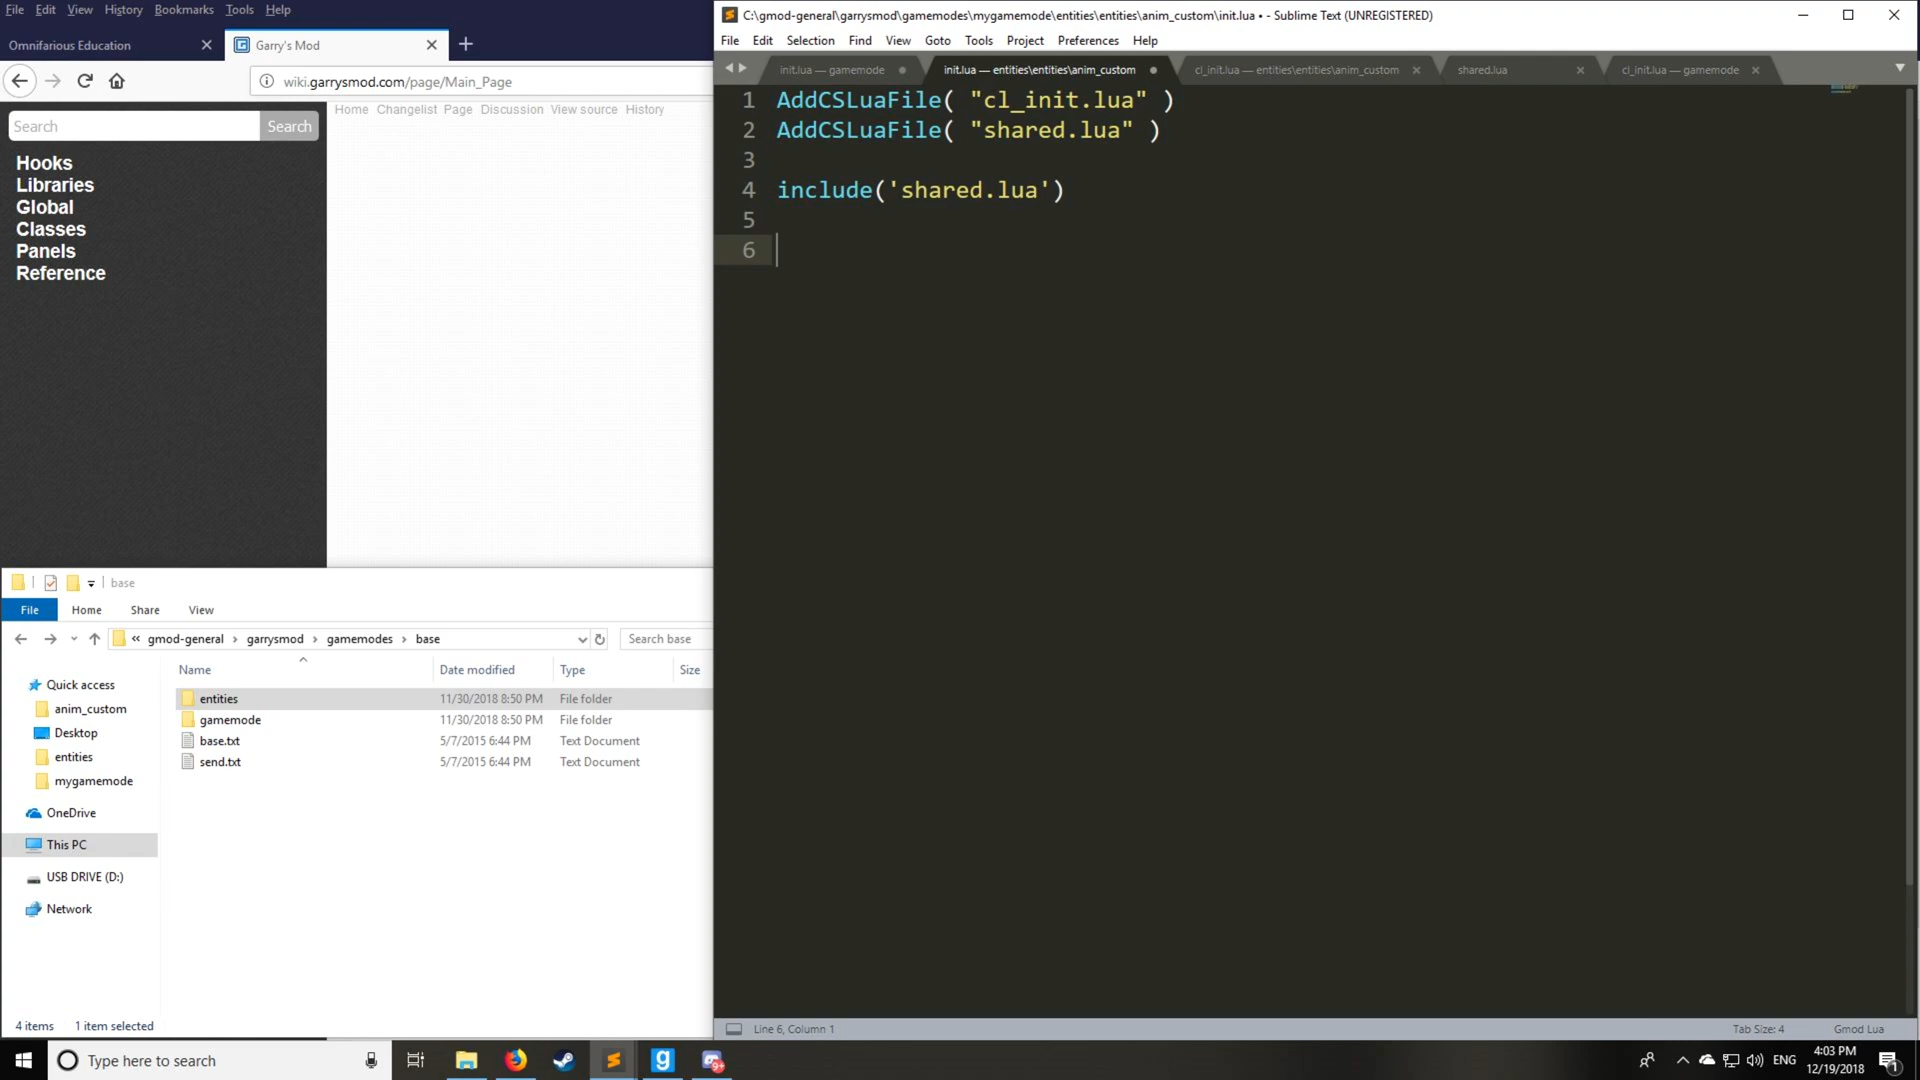 File Edit View History Bookmarks Tools Help
Omnifarious Education
Garry's Mod
wiki.garrysmod.com/page/Main_Page
Search
Search
Home Changelist Page Discussion View source History
Hooks
Libraries
Global
Classes
Panels
Reference
base
File Home Share View
« gmod-general › garrysmod › gamemodes › base
Search base
Name Date modified Type Size
Quick access
anim_custom
Desktop
entities
mygamemode
OneDrive
This PC
USB DRIVE (D:)
Network
entities 11/30/2018 8:50 PM File folder
gamemode 11/30/2018 8:50 PM File folder
base.txt 5/7/2015 6:44 PM Text Document
send.txt 5/7/2015 6:44 PM Text Document
4 items 1 item selected
C:\gmod-general\garrysmod\gamemodes\mygamemode\entities\entities\anim_custom\init.lua • - Sublime Text (UNREGISTERED)
File Edit Selection Find View Goto Tools Project Preferences Help
init.lua — gamemode
init.lua — entities\entities\anim_custom
cl_init.lua — entities\entities\anim_custom
shared.lua
cl_init.lua — gamemode
1 AddCSLuaFile( "cl_init.lua" )
2 AddCSLuaFile( "shared.lua" )
3
4 include('shared.lua')
5
6
Line 6, Column 1
Tab Size: 4
Gmod Lua
Type here to search
g
9+
ENG
4:03 PM
12/19/2018
1